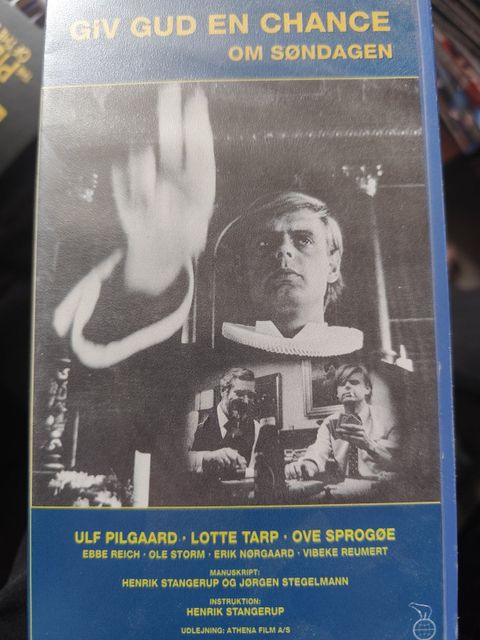 GIV GUD EN CHANCE
OM SØNDAGEN
ULF PILGAARD · LOTTE TARP · OVE SPROGØE
EBBE REICH · OLE STORM · ERIK NØRGAARD · VIBEKE REUMERT
MANUSKRIPT:
HENRIK STANGERUP OG JØRGEN STEGELMANN
INSTRUKTION:
HENRIK STANGERUP
UDLEJNING: ATHENA FILM A/S